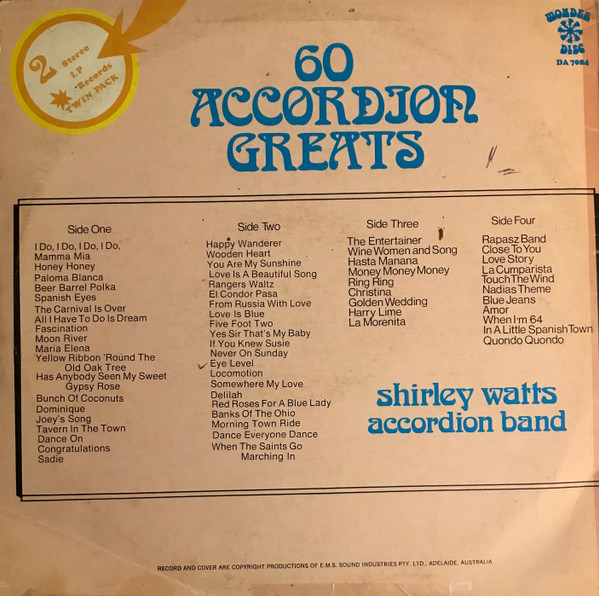 2
Stereo
LP
Records
TWIN PACK
WONDER
DISC
DA 7084
60
ACCORDION
GREATS
Side One
I Do, I Do, I Do, I Do,
Mamma Mia
Honey Honey
Paloma Blanca
Beer Barrel Polka
Spanish Eyes
The Carnival Is Over
All I Have To Do Is Dream
Fascination
Moon River
Maria Elena
Yellow Ribbon 'Round The
Old Oak Tree
Has Anybody Seen My Sweet
Gypsy Rose
Bunch Of Coconuts
Dominique
Joey's Song
Tavern In The Town
Dance On
Congratulations
Sadie
Side Two
Happy Wanderer
Wooden Heart
You Are My Sunshine
Love Is A Beautiful Song
Rangers Waltz
El Condor Pasa
From Russia With Love
Love Is Blue
Five Foot Two
Yes Sir That's My Baby
If You Knew Susie
Never On Sunday
Eye Level
Locomotion
Somewhere My Love
Delilah
Red Roses For A Blue Lady
Banks Of The Ohio
Morning Town Ride
Dance Everyone Dance
When The Saints Go
Marching In
Side Three
The Entertainer
Wine Women and Song
Hasta Manana
Money Money Money
Ring Ring
Christina
Golden Wedding
Harry Lime
La Morenita
Side Four
Rapasz Band
Close To You
Love Story
La Cumparista
Touch The Wind
Nadias Theme
Blue Jeans
Amor
When I'm 64
In A Little Spanish Town
Quondo Quondo
shirley watts
accordion band
RECORD AND COVER ARE COPYRIGHT PRODUCTIONS OF E.M.S. SOUND INDUSTRIES PTY. LTD., ADELAIDE, AUSTRALIA